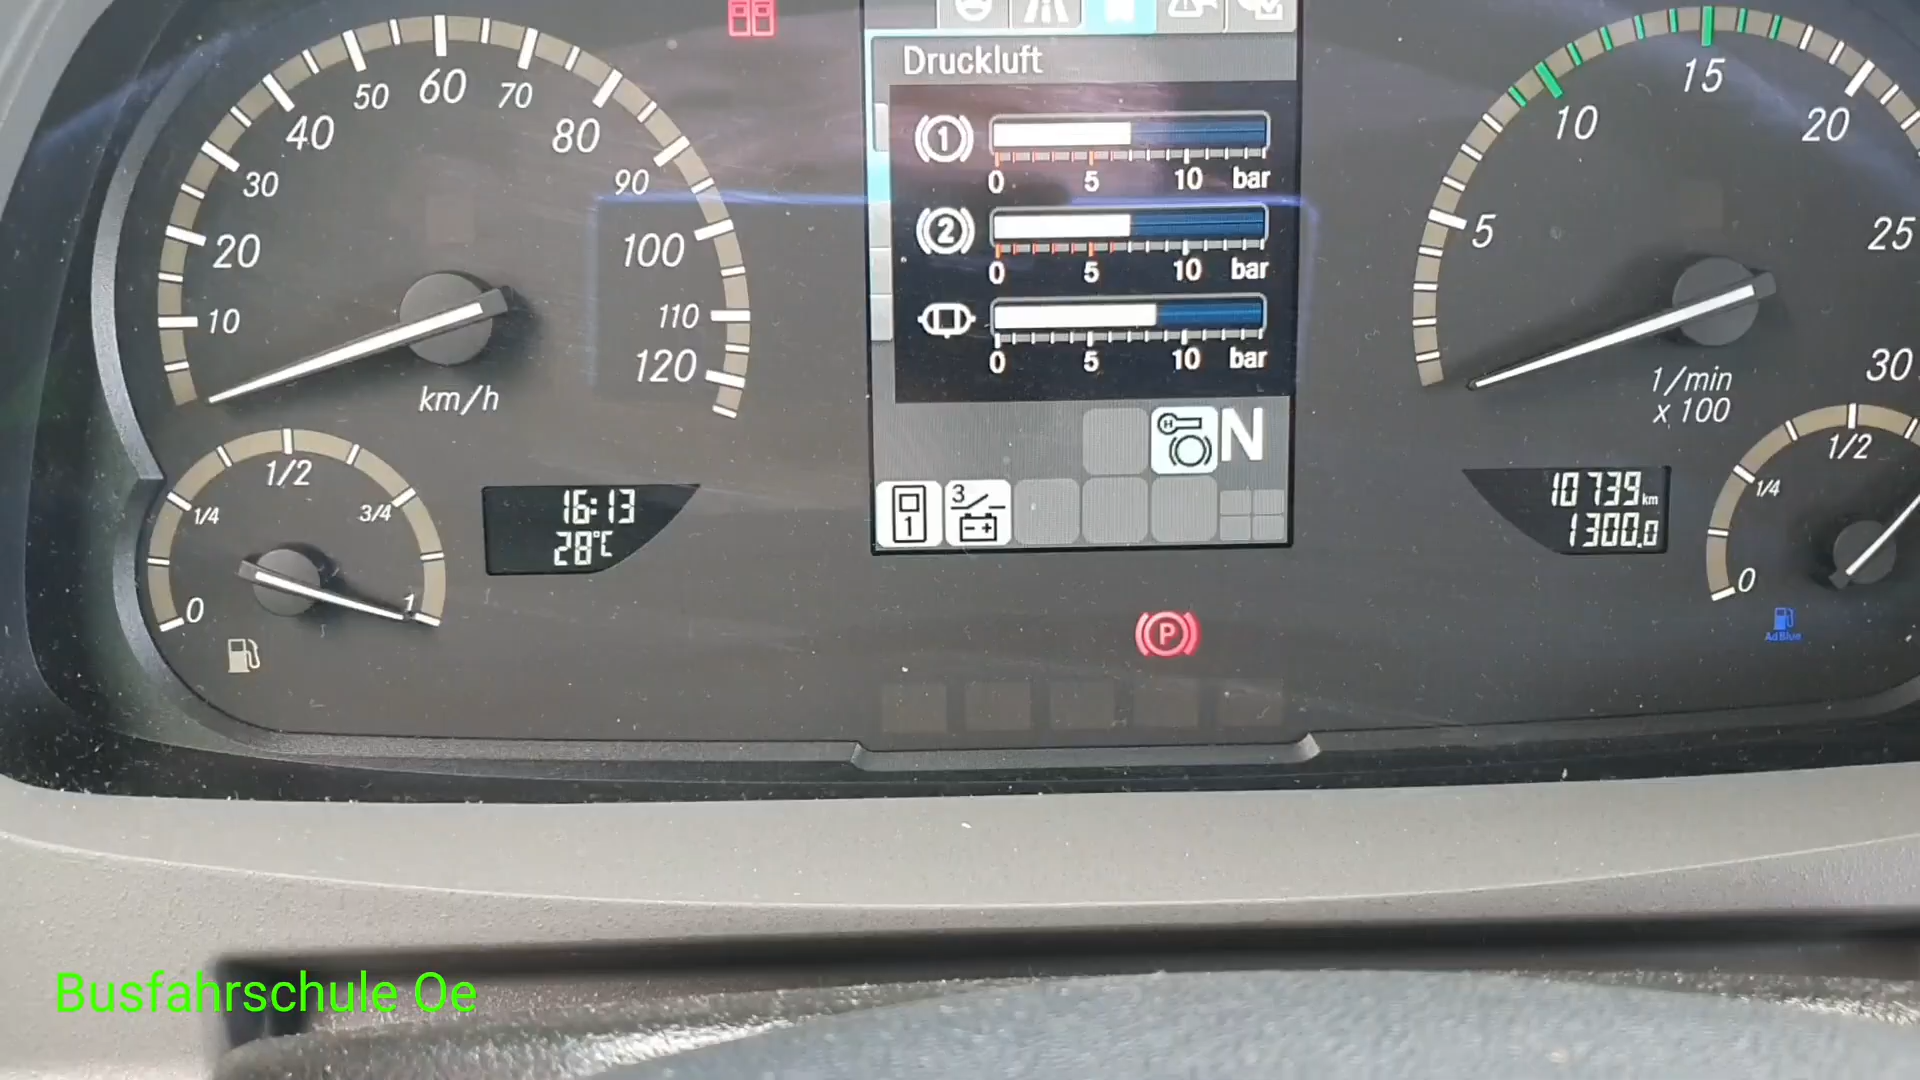 Druckluft
1
0 5 10 bar
2
0 5 10 bar
0 5 10 bar
N
1
3
10 20 30 40 50 60 70 80 90 100 110 120
km/h
0 1/4 1/2 3/4 1
16:13
28°C
P
5 10 15 20 25 30
1/min
x 100
10739 km
1300.0
0 1/4 1/2
AdBlue
Busfahrschule Oe